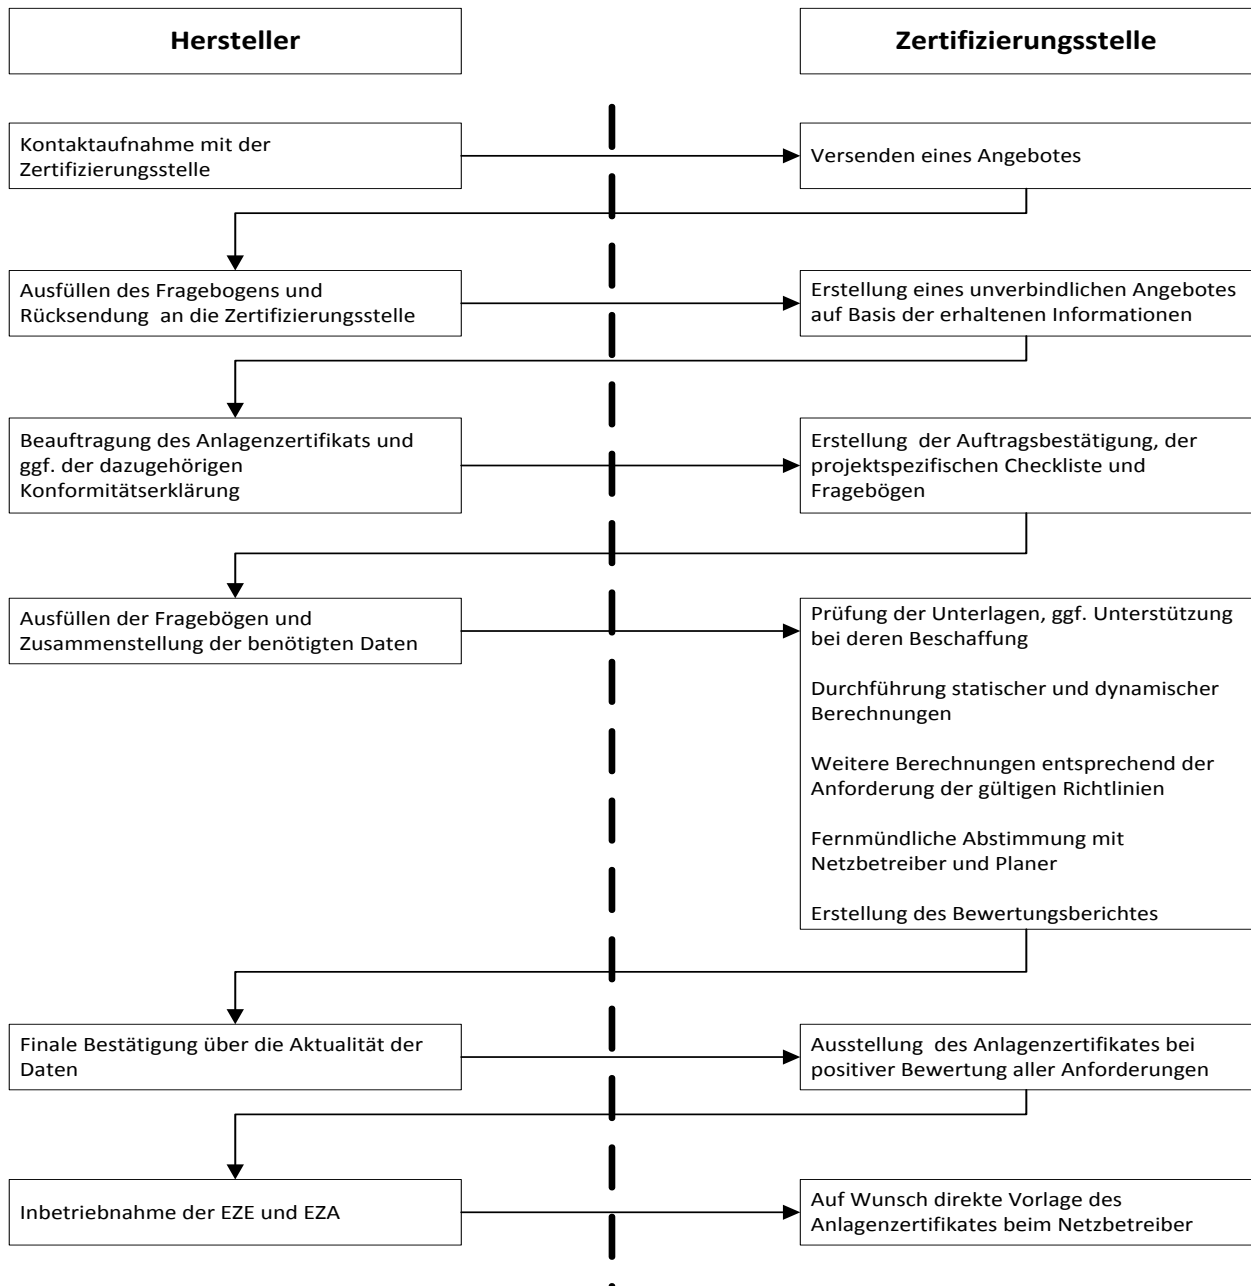 Hersteller
Zertifizierungsstelle
Kontaktaufnahme mit der
Zertifizierungsstelle
Versenden eines Angebotes
Ausfüllen des Fragebogens und
Rücksendung  an die Zertifizierungsstelle
Erstellung eines unverbindlichen Angebotes
auf Basis der erhaltenen Informationen
Beauftragung des Anlagenzertifikats und
ggf. der dazugehörigen
Konformitätserklärung
Erstellung  der Auftragsbestätigung, der
projektspezifischen Checkliste und
Fragebögen
Ausfüllen der Fragebögen und
Zusammenstellung der benötigten Daten
Prüfung der Unterlagen, ggf. Unterstützung
bei deren Beschaffung
Durchführung statischer und dynamischer
Berechnungen
Weitere Berechnungen entsprechend der
Anforderung der gültigen Richtlinien
Fernmündliche Abstimmung mit
Netzbetreiber und Planer
Erstellung des Bewertungsberichtes
Finale Bestätigung über die Aktualität der
Daten
Ausstellung  des Anlagenzertifikates bei
positiver Bewertung aller Anforderungen
Inbetriebnahme der EZE und EZA
Auf Wunsch direkte Vorlage des
Anlagenzertifikates beim Netzbetreiber